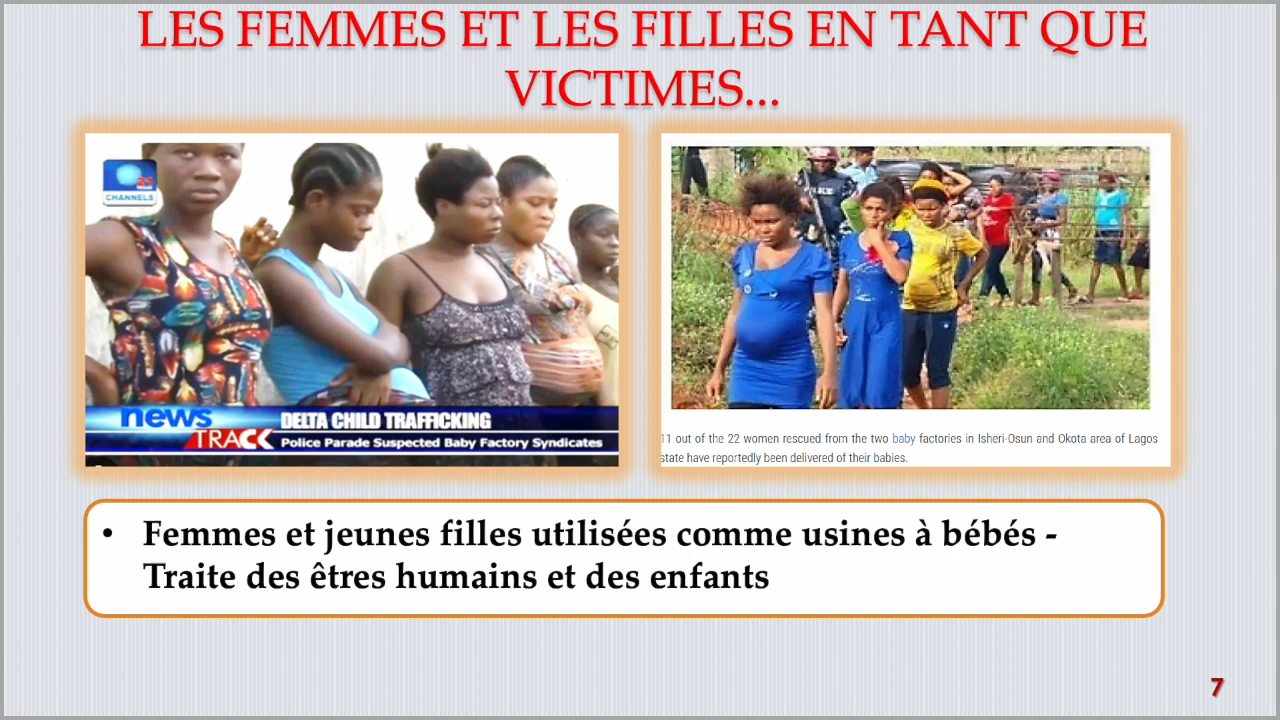 LES FEMMES ET LES FILLES EN TANT QUE
VICTIMES...
CHANNELS
news
TRACK
DELTA CHILD TRAFFICKING
Police Parade Suspected Baby Factory Syndicates
POLICE
11 out of the 22 women rescued from the two baby factories in Isheri-Osun and Okota area of Lagos
state have reportedly been delivered of their babies.
• Femmes et jeunes filles utilisées comme usines à bébés -
Traite des êtres humains et des enfants
7